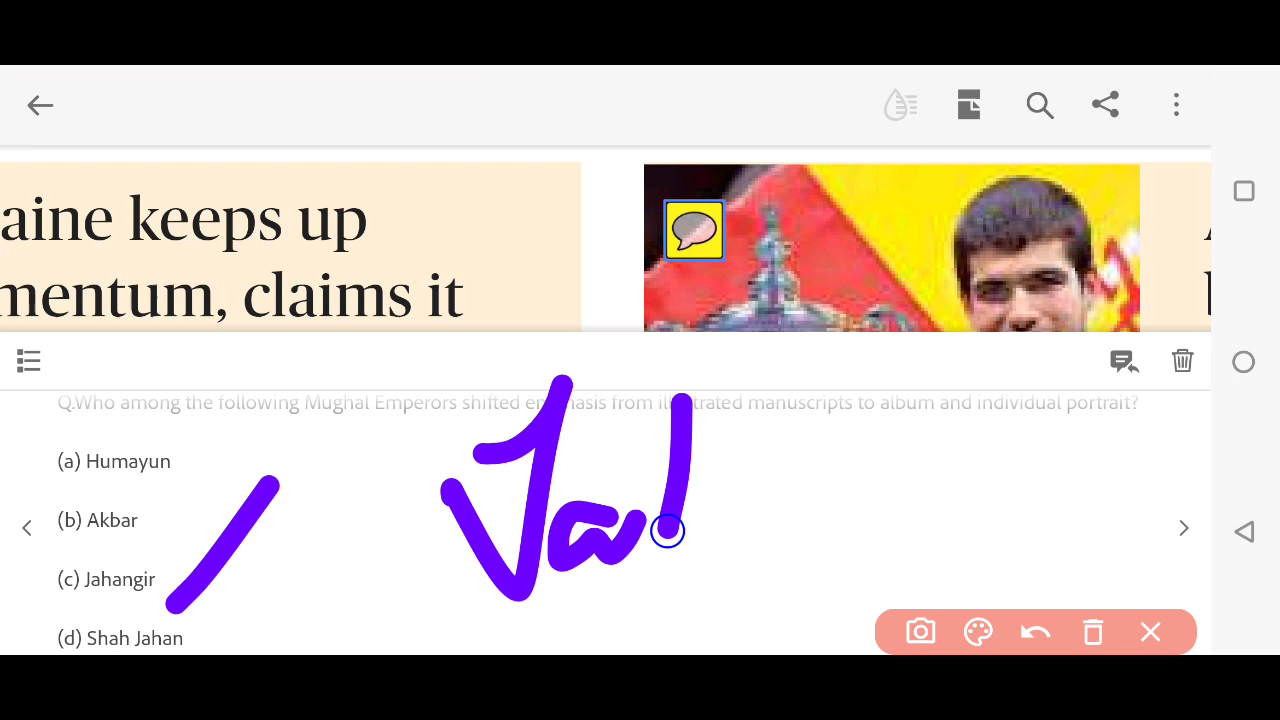 aine keeps up
mentum, claims it
Q.Who among the following Mughal Emperors shifted emphasis from illustrated manuscripts to album and individual portrait?
(a) Humayun
(b) Akbar
(c) Jahangir
(d) Shah Jahan